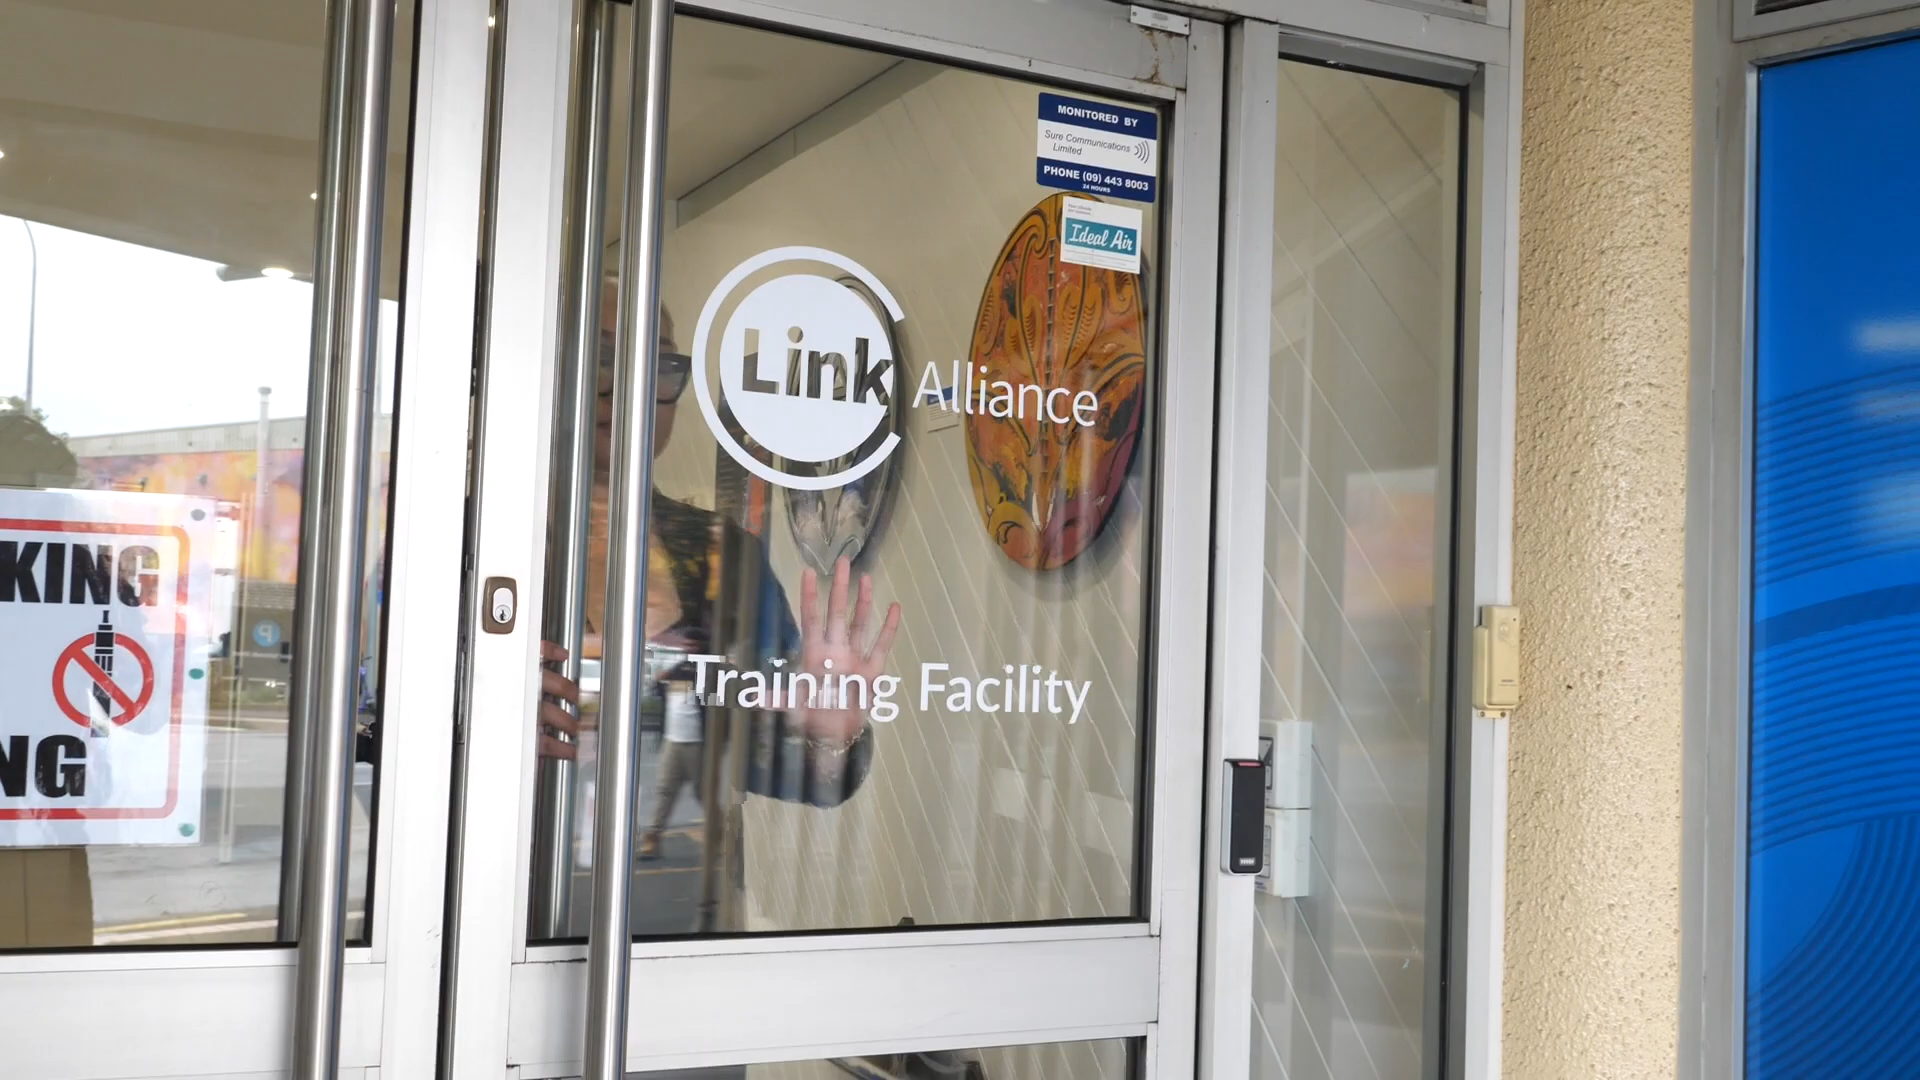 MONITORED BY
Sure Communications
Limited
PHONE (09) 443 8003
24 HOURS
Ideal Air
Link Alliance
KING
Training Facility
P
NG